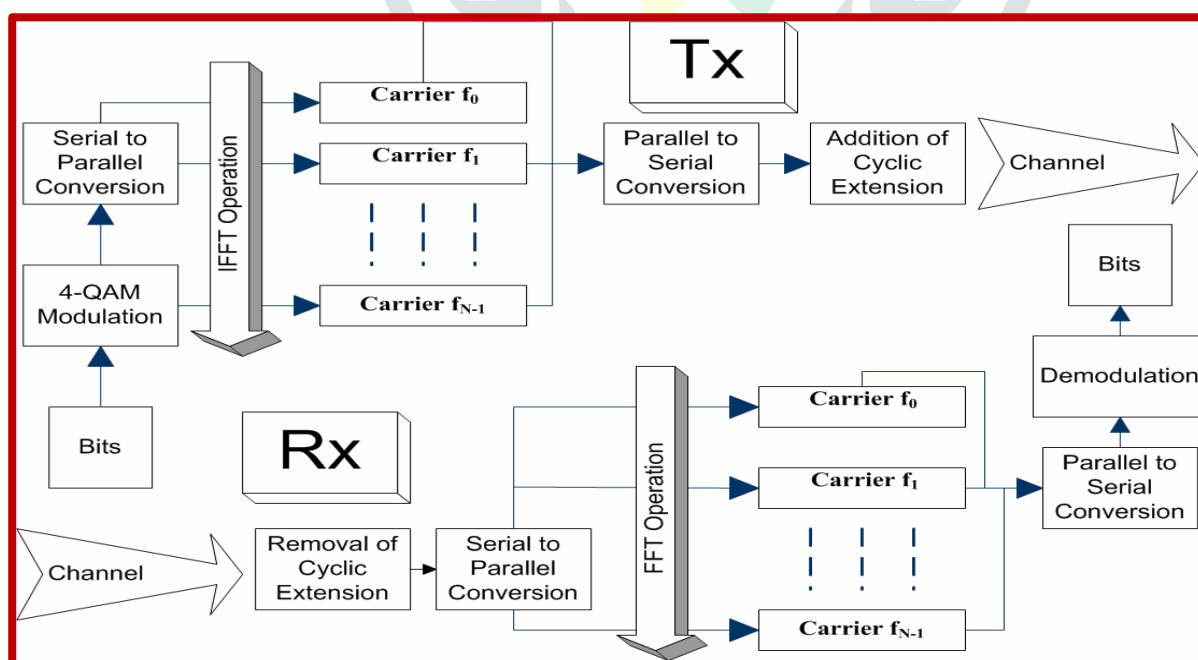 Tx
Carrier f0
Serial to
Parallel
Conversion
IFFT Operation
Carrier f1
Parallel to
Serial
Conversion
Addition of
Cyclic
Extension
Channel
4-QAM
Modulation
Carrier fN-1
Bits
Bits
Rx
Demodulation
Carrier f0
Parallel to
Serial
Conversion
Carrier f1
FFT Operation
Channel
Removal of
Cyclic
Extension
Serial to
Parallel
Conversion
Carrier fN-1